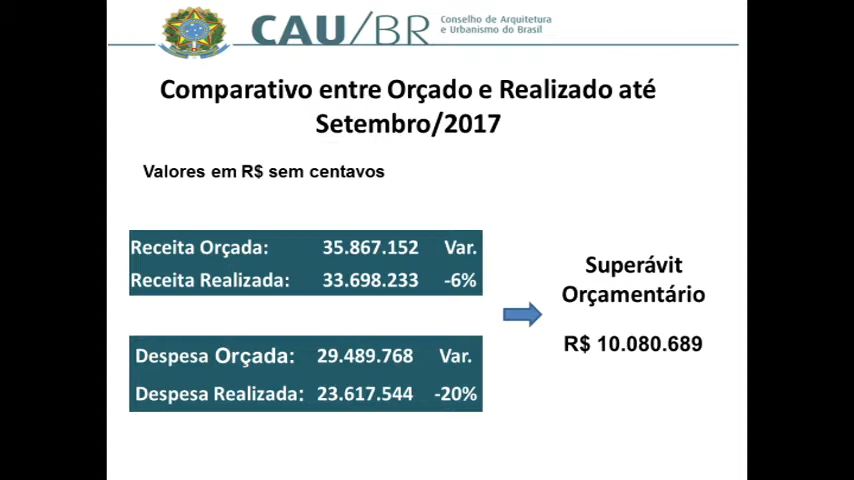 CAU/BR
Conselho de Arquitetura
e Urbanismo do Brasil
Comparativo entre Orçado e Realizado até
Setembro/2017
Valores em R$ sem centavos
Receita Orçada: 35.867.152 Var.
Receita Realizada: 33.698.233 -6%
Despesa Orçada: 29.489.768 Var.
Despesa Realizada: 23.617.544 -20%
Superávit
Orçamentário
R$ 10.080.689